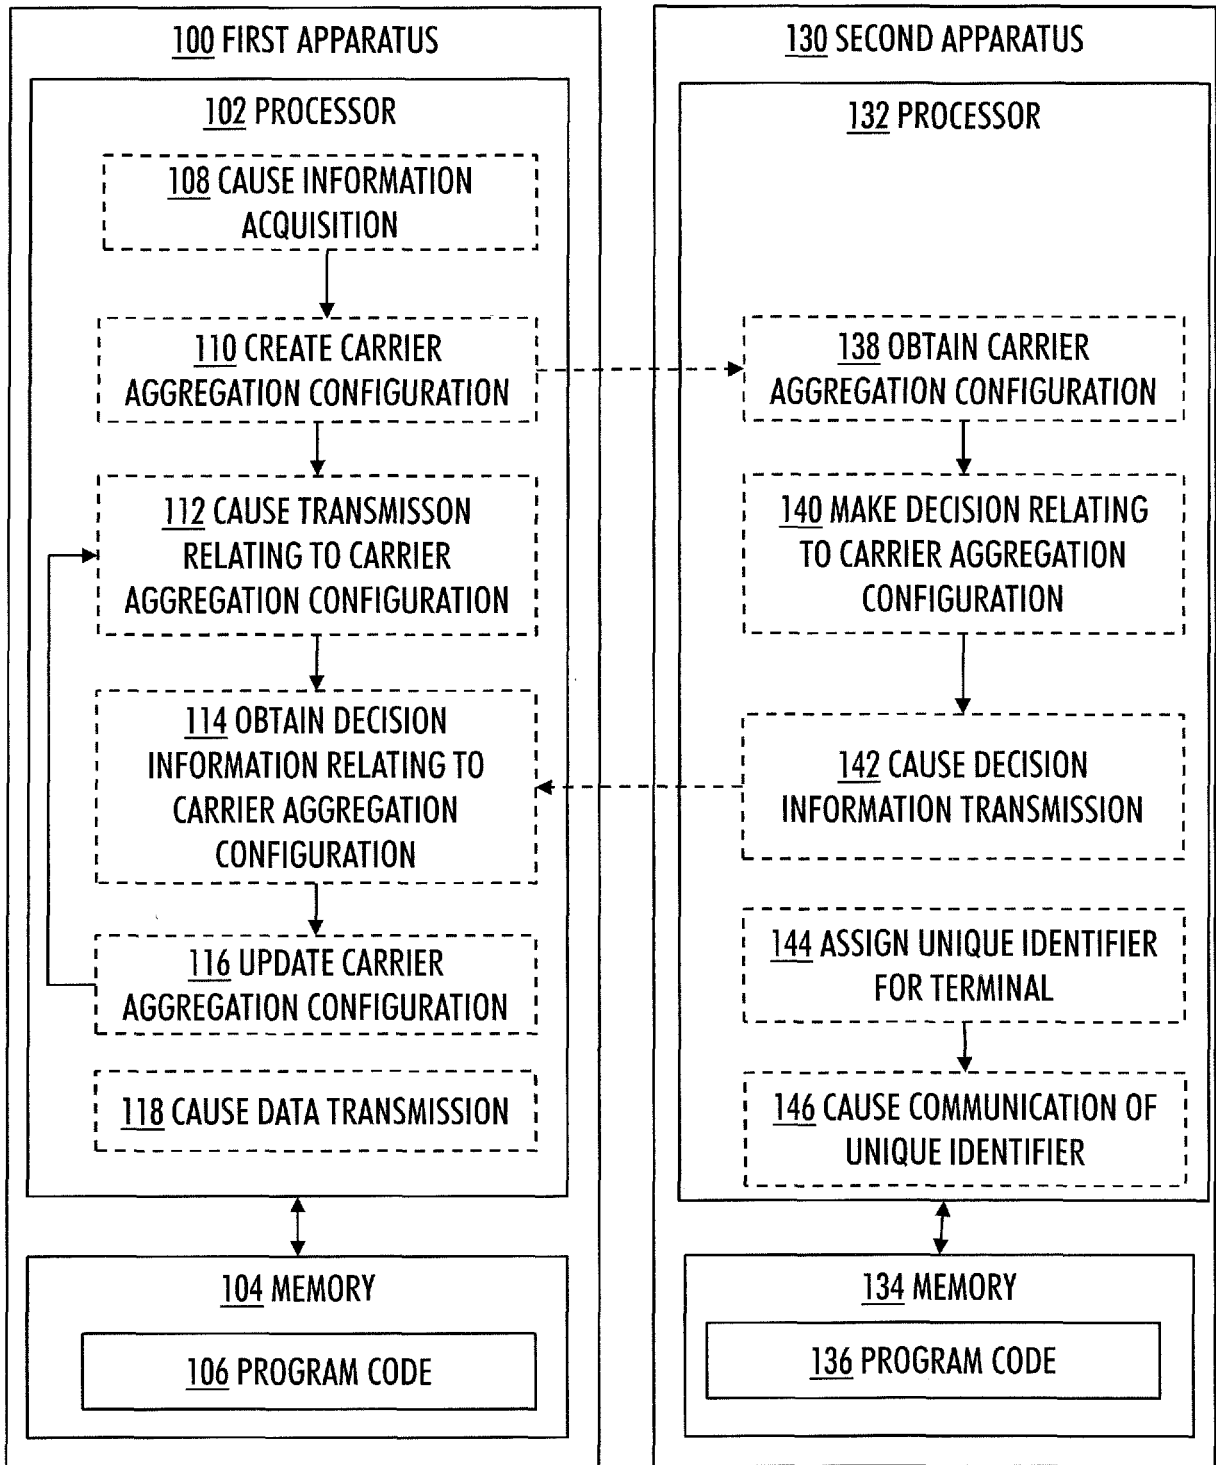 100 FIRST APPARATUS
102 PROCESSOR
108 CAUSE INFORMATION
ACQUISITION
110 CREATE CARRIER
AGGREGATION CONFIGURATION
112 CAUSE TRANSMISSON
RELATING TO CARRIER
AGGREGATION CONFIGURATION
114 OBTAIN DECISION
INFORMATION RELATING TO
CARRIER AGGREGATION
CONFIGURATION
116 UPDATE CARRIER
AGGREGATION CONFIGURATION
118 CAUSE DATA TRANSMISSION
104 MEMORY
106 PROGRAM CODE
130 SECOND APPARATUS
132 PROCESSOR
138 OBTAIN CARRIER
AGGREGATION CONFIGURATION
140 MAKE DECISION RELATING
TO CARRIER AGGREGATION
CONFIGURATION
142 CAUSE DECISION
INFORMATION TRANSMISSION
144 ASSIGN UNIQUE IDENTIFIER
FOR TERMINAL
146 CAUSE COMMUNICATION OF
UNIQUE IDENTIFIER
134 MEMORY
136 PROGRAM CODE